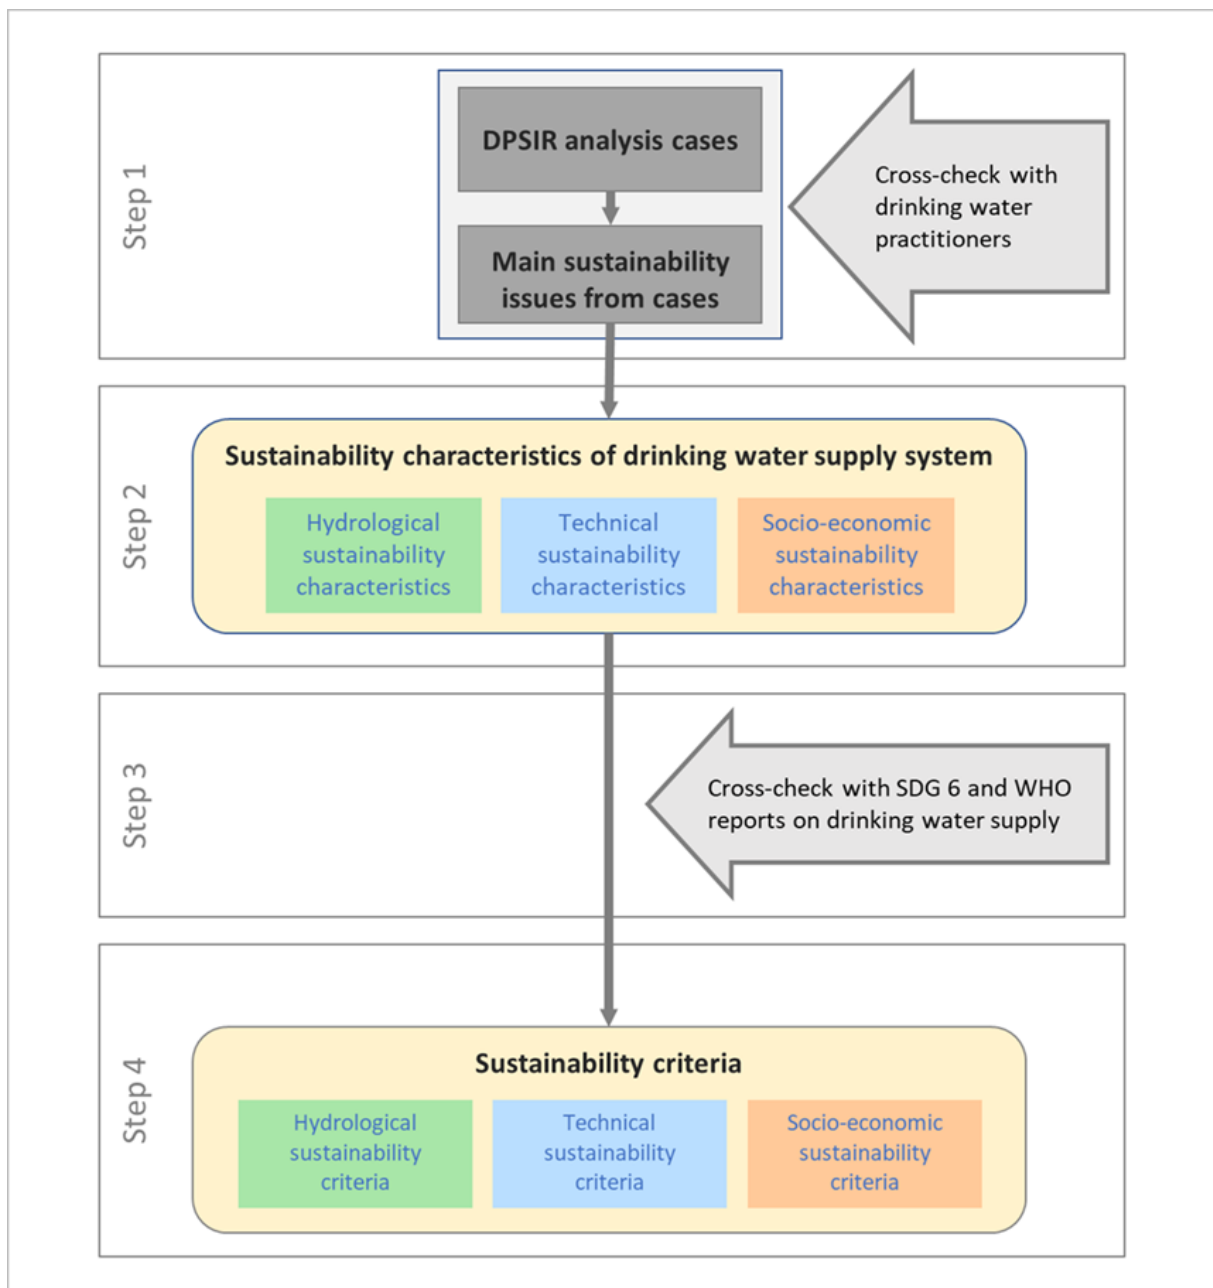 Step 1
DPSIR analysis cases
Main sustainability
issues from cases
Cross-check with
drinking water
practitioners
Step 2
Sustainability characteristics of drinking water supply system
Hydrological
sustainability
characteristics
Technical
sustainability
characteristics
Socio-economic
sustainability
characteristics
Step 3
Cross-check with SDG 6 and WHO
reports on drinking water supply
Step 4
Sustainability criteria
Hydrological
sustainability
criteria
Technical
sustainability
criteria
Socio-economic
sustainability
criteria